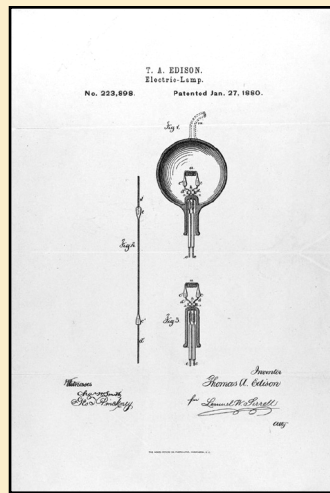 T. A. EDISON.
Electric-Lamp.
No. 223,898. Patented Jan. 27, 1880.
Fig 1.
Fig 2.
Fig 3.
Witnesses
Inventor
Thomas A. Edison
for Lemuel W. Serrell
atty